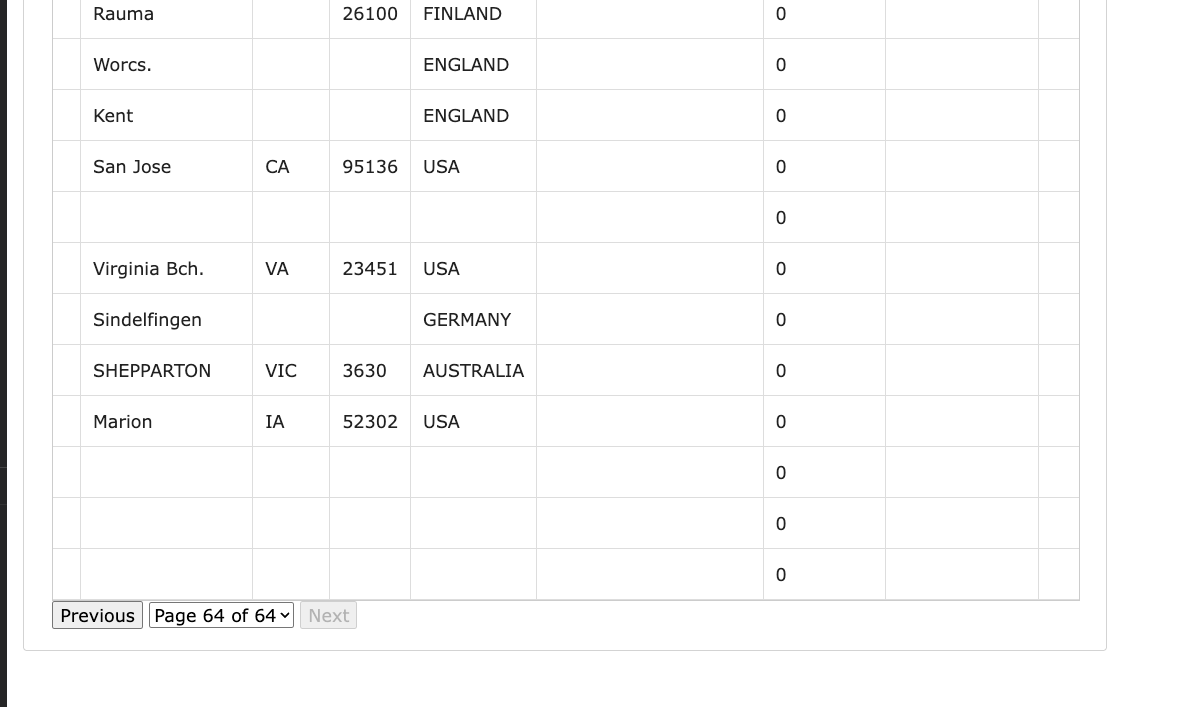 Rauma 26100 FINLAND 0
Worcs. ENGLAND 0
Kent ENGLAND 0
San Jose CA 95136 USA 0
0
Virginia Bch. VA 23451 USA 0
Sindelfingen GERMANY 0
SHEPPARTON VIC 3630 AUSTRALIA 0
Marion IA 52302 USA 0
0
0
0
Previous Page 64 of 64 Next